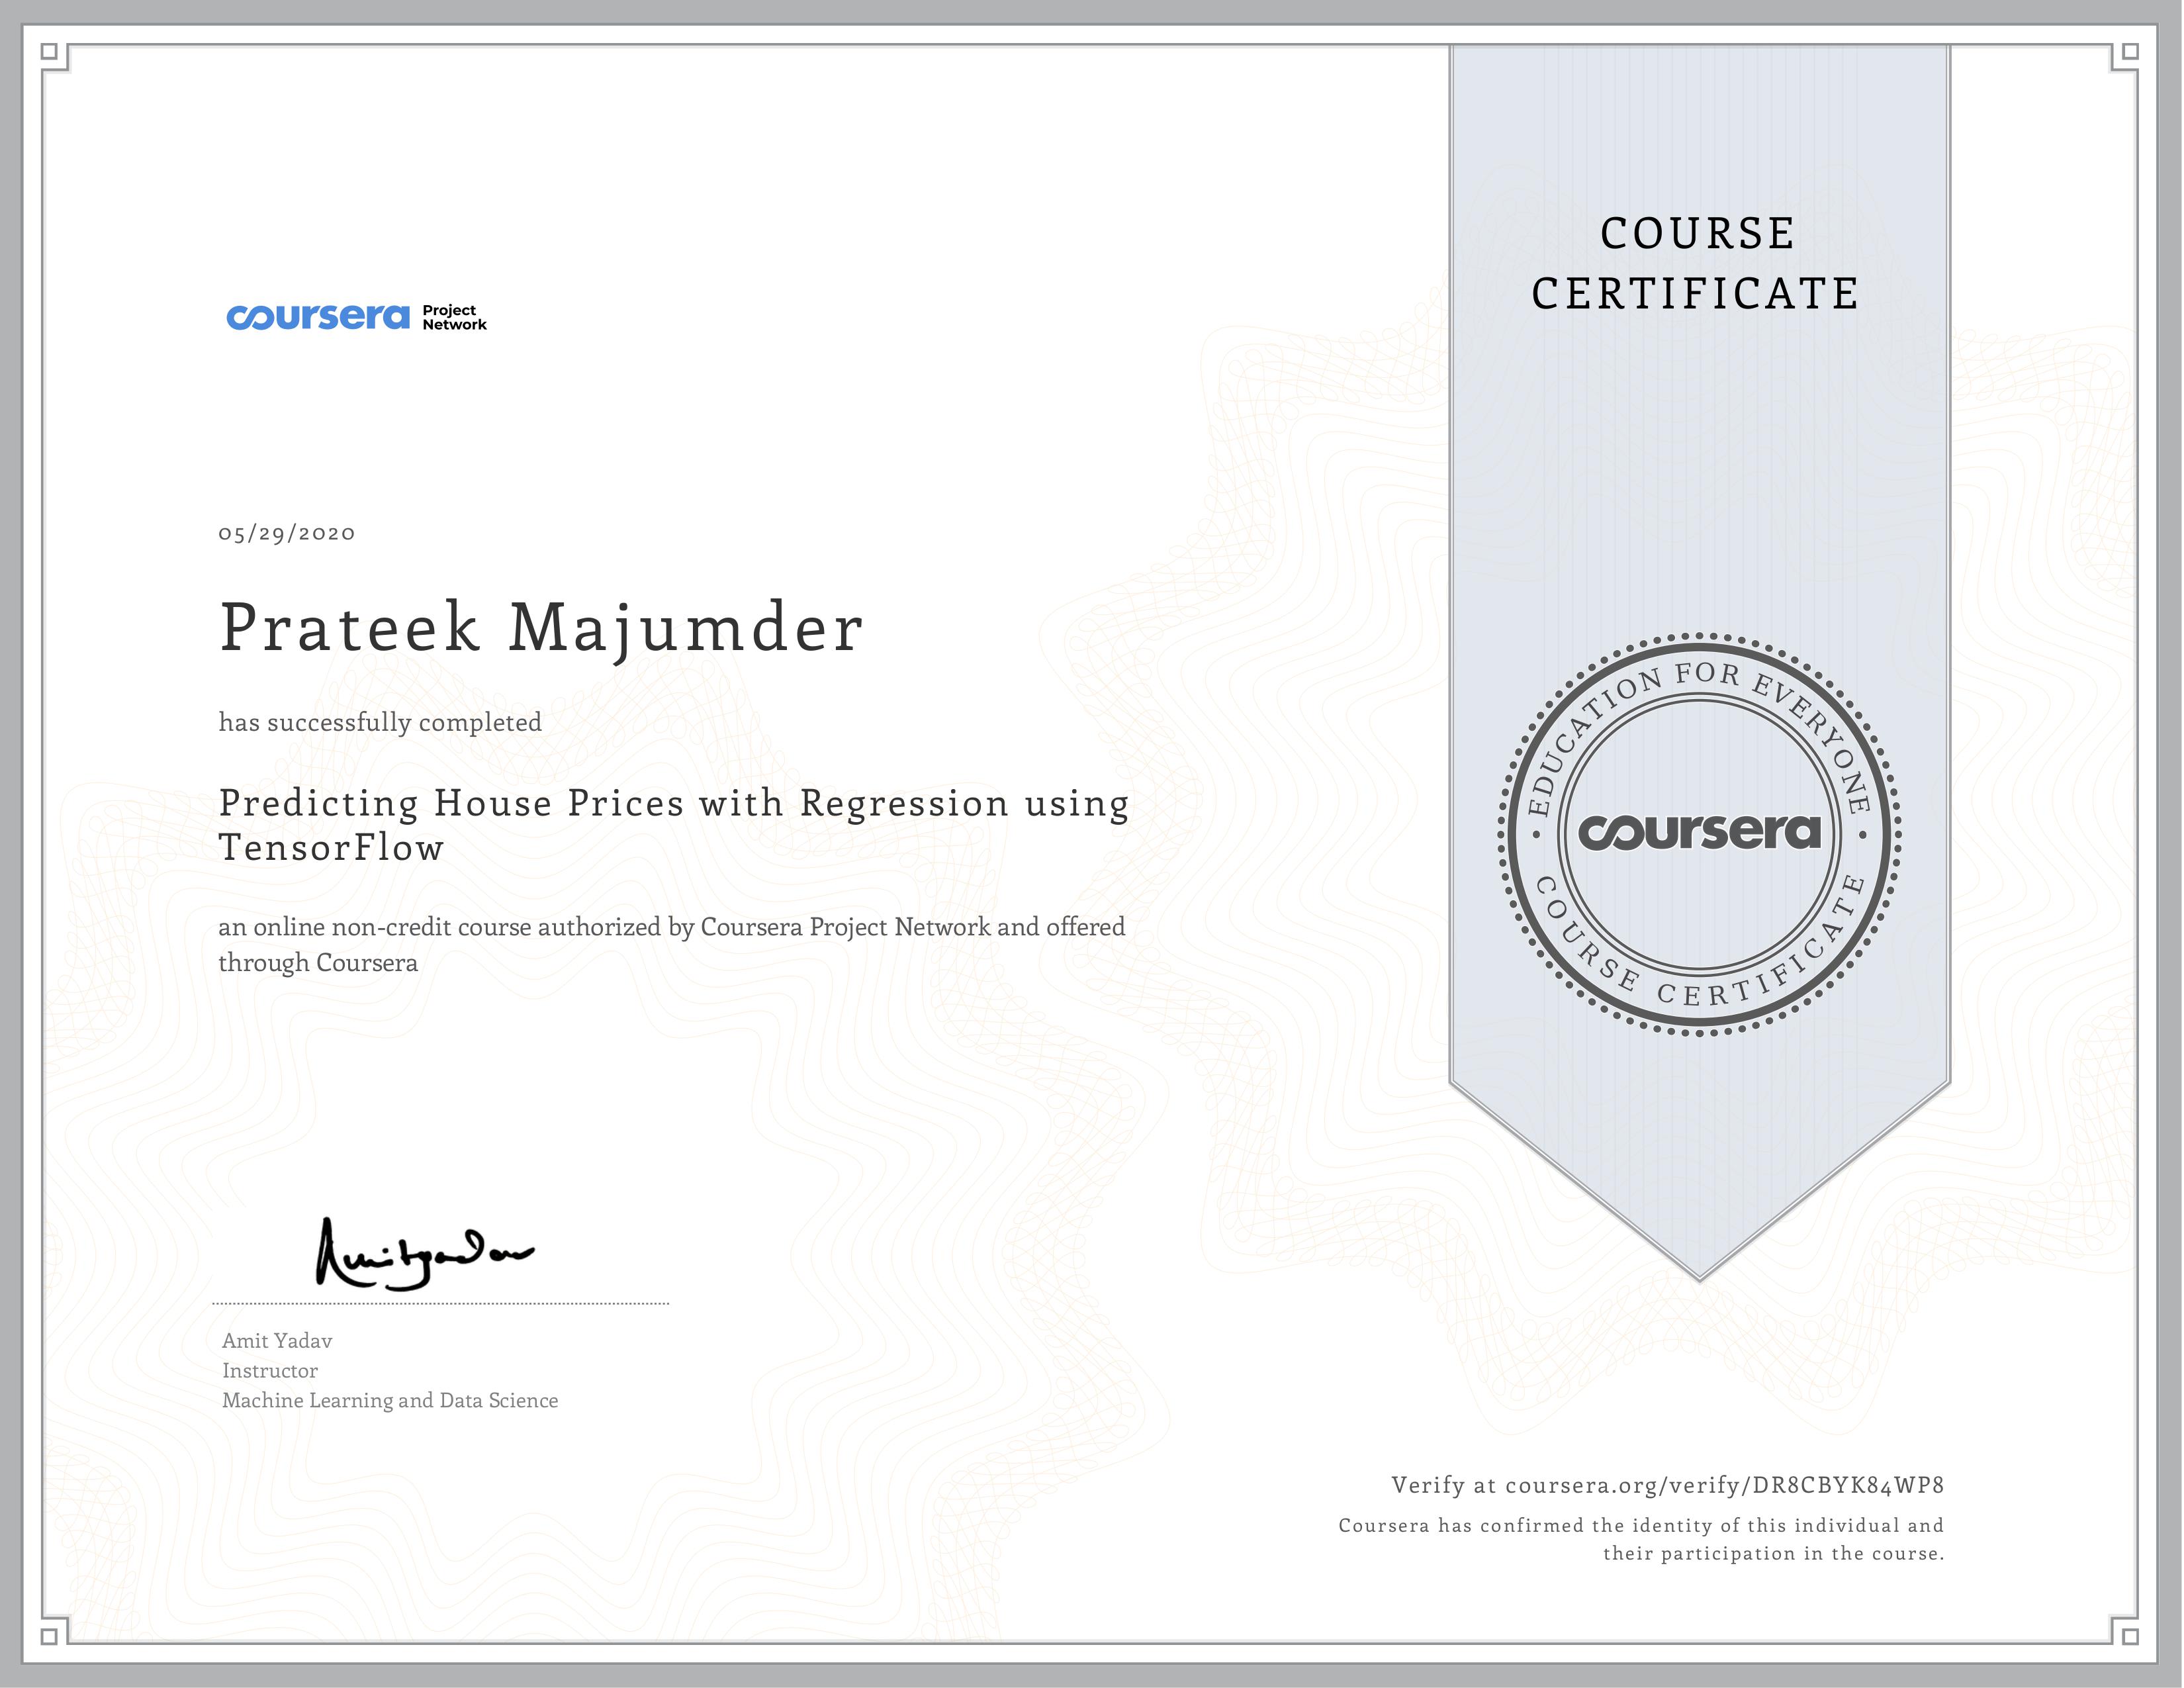 COURSE
CERTIFICATE
coursera Project
Network
05/29/2020
Prateek Majumder
has successfully completed
Predicting House Prices with Regression using
TensorFlow
an online non-credit course authorized by Coursera Project Network and offered
through Coursera
EDUCATION FOR EVERYONE
coursera
COURSE CERTIFICATE
Amit Yadav
Amit Yadav
Instructor
Machine Learning and Data Science
Verify at coursera.org/verify/DR8CBYK84WP8
Coursera has confirmed the identity of this individual and
their participation in the course.